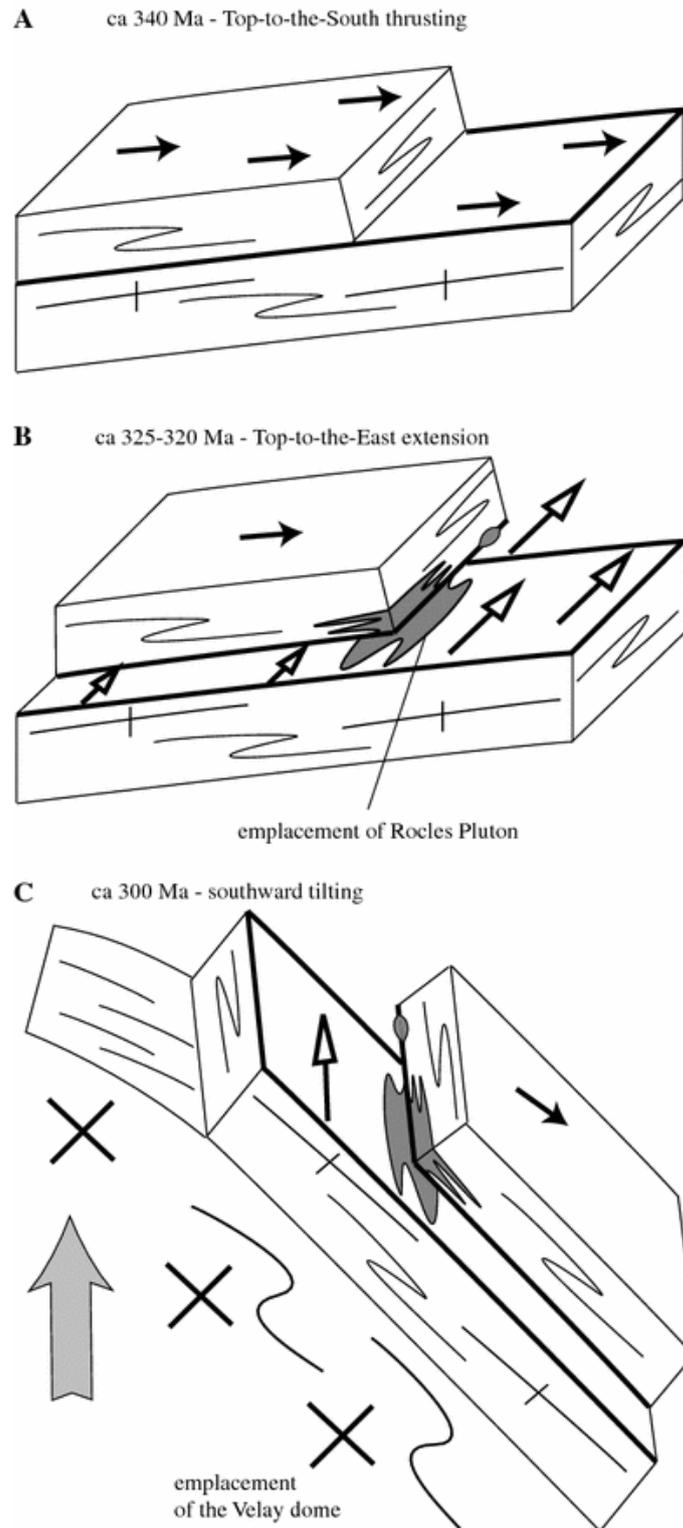 A ca 340 Ma - Top-to-the-South thrusting
B ca 325-320 Ma - Top-to-the-East extension
emplacement of Rocles Pluton
C ca 300 Ma - southward tilting
emplacement
of the Velay dome